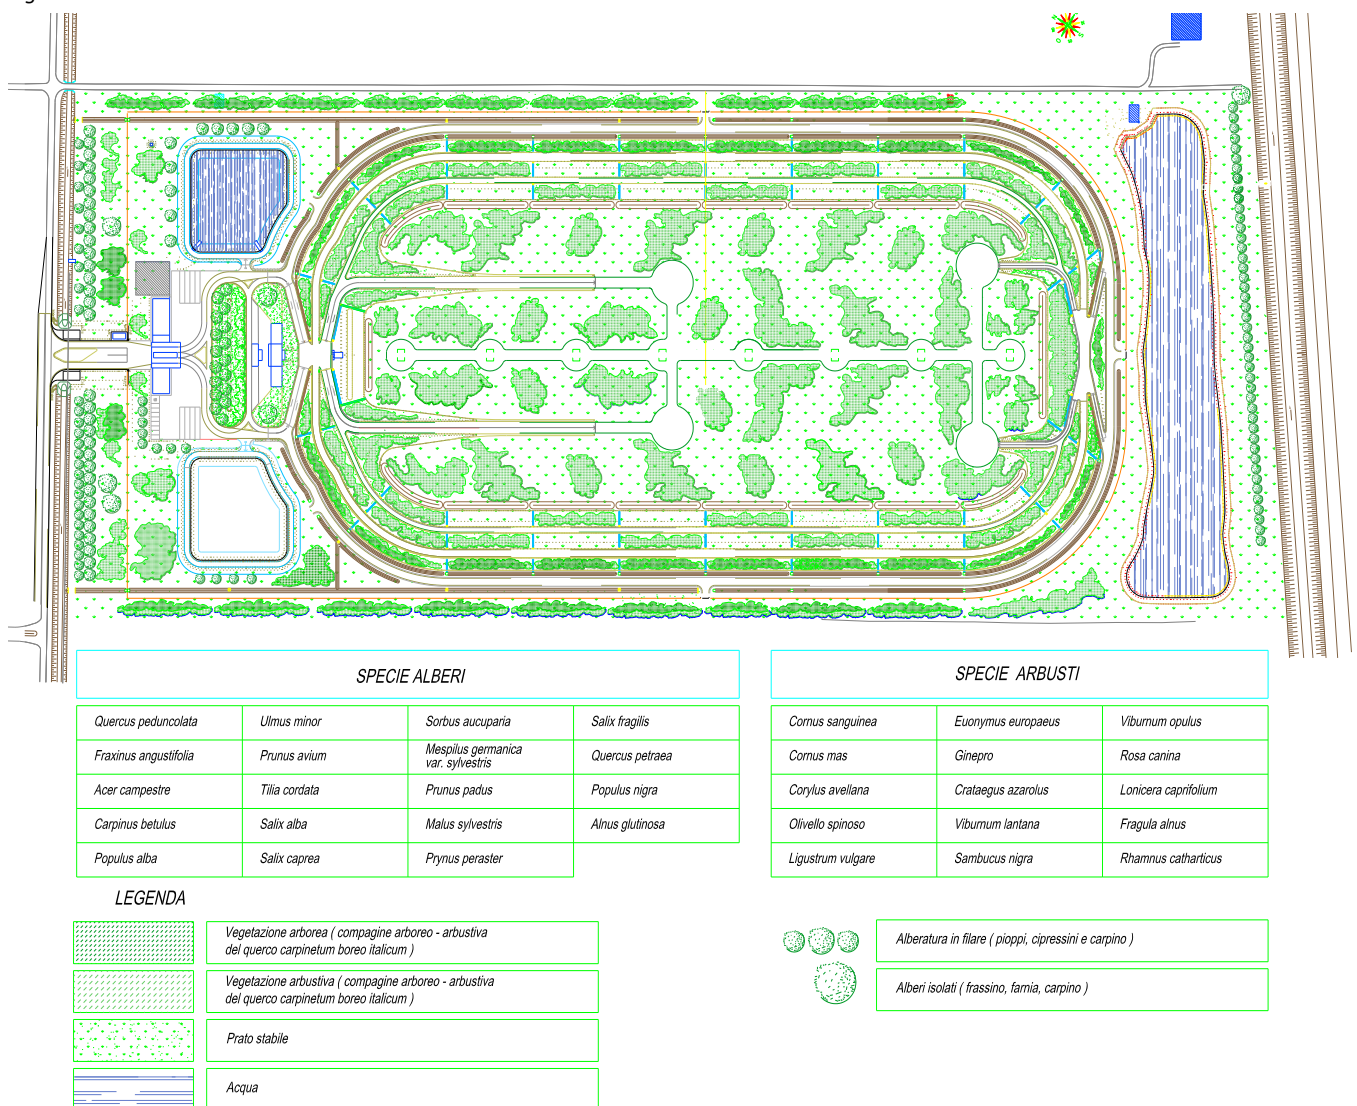 SPECIE ALBERI
Quercus peduncolata Ulmus minor Sorbus aucuparia Salix fragilis
Fraxinus angustifolia Prunus avium Mespilus germanica var. sylvestris Quercus petraea
Acer campestre Tilia cordata Prunus padus Populus nigra
Carpinus betulus Salix alba Malus sylvestris Alnus glutinosa
Populus alba Salix caprea Prynus peraster
SPECIE ARBUSTI
Cornus sanguinea Euonymus europaeus Viburnum opulus
Cornus mas Ginepro Rosa canina
Corylus avellana Crataegus azarolus Lonicera caprifolium
Olivello spinoso Viburnum lantana Fragula alnus
Ligustrum vulgare Sambucus nigra Rhamnus catharticus
LEGENDA
Vegetazione arborea ( compagine arboreo - arbustiva
del querco carpinetum boreo italicum )
Vegetazione arbustiva ( compagine arboreo - arbustiva
del querco carpinetum boreo italicum )
Prato stabile
Acqua
Alberatura in filare ( pioppi, cipressini e carpino )
Alberi isolati ( frassino, farnia, carpino )